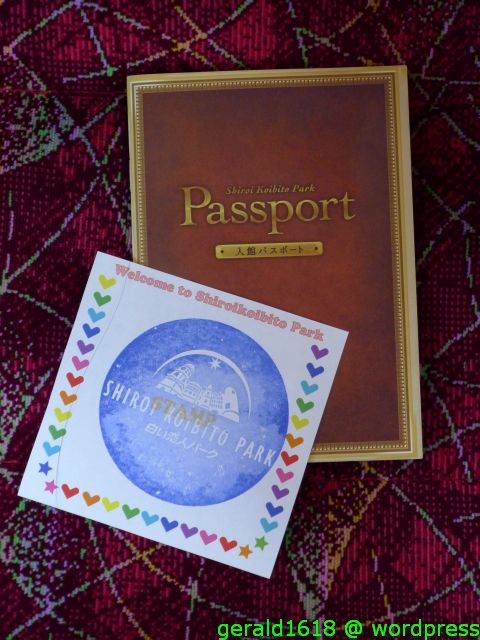 Shiroi Koibito Park
Passport
入館パスポート
Welcome to Shiroikoibito Park
STAMP
SHIROI KOIBITO PARK
白い恋人パーク
gerald1618 @ wordpress